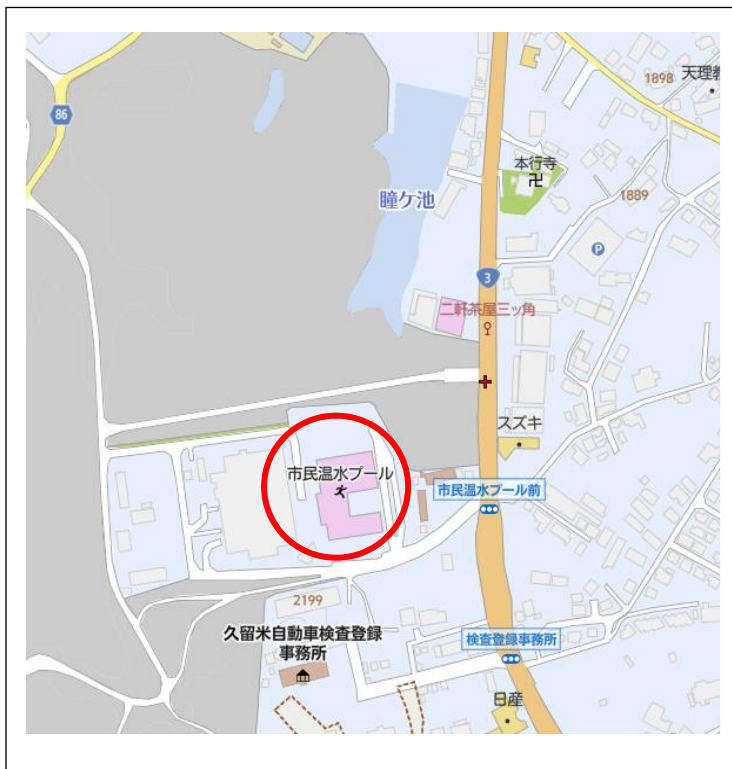 1898
天理教
86
本行寺
瞳ケ池
1889
P
3
二軒茶屋三ッ角
スズキ
市民温水プール
市民温水プール前
2199
久留米自動車検査登録
事務所
検査登録事務所
日産